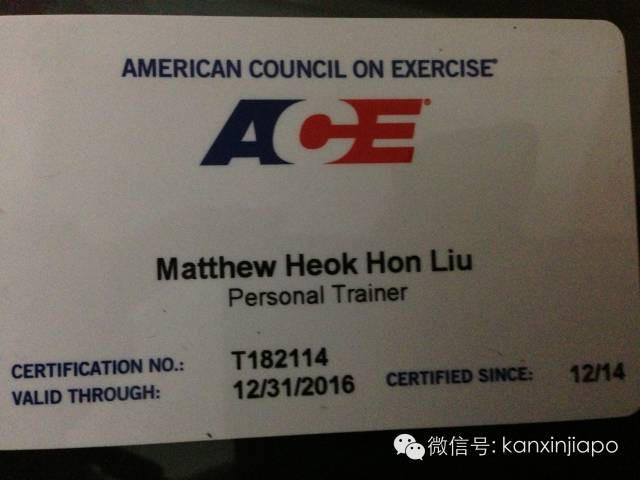 AMERICAN COUNCIL ON EXERCISE®
ACE®
Matthew Heok Hon Liu
Personal Trainer
CERTIFICATION NO.: T182114
VALID THROUGH: 12/31/2016 CERTIFIED SINCE: 12/14
微信号: kanxinjiapo